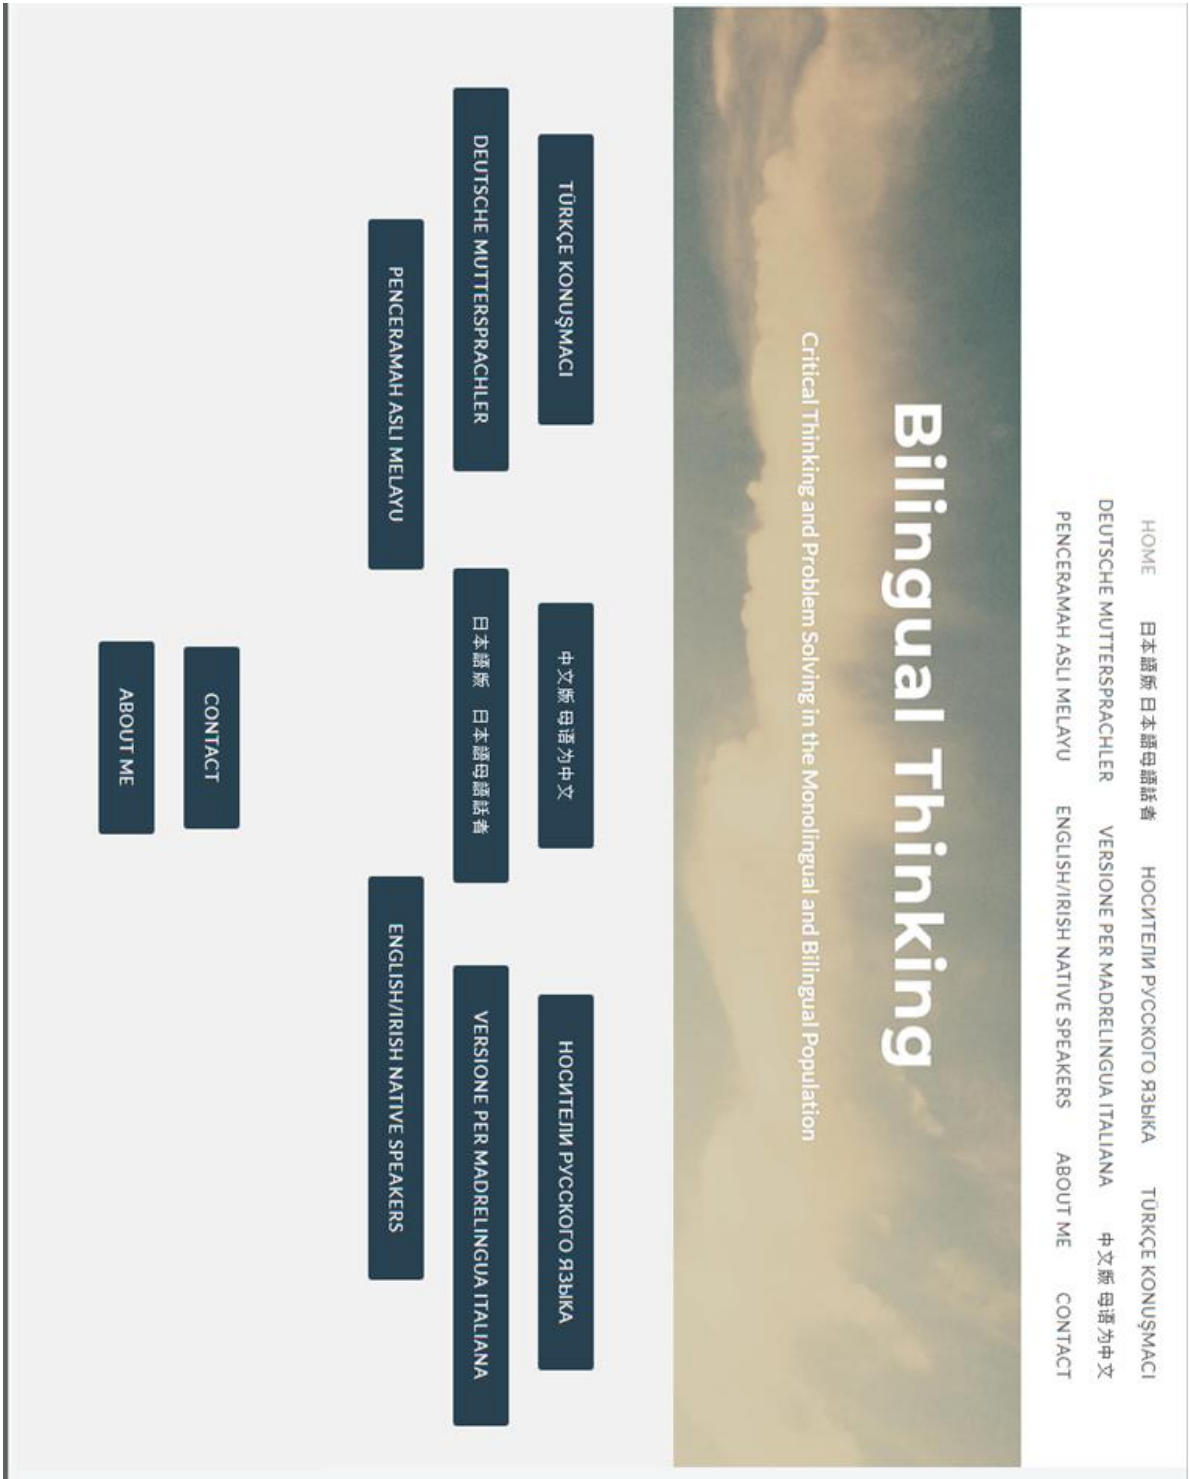 HOME 日本語版 日本語母語話者 НОСИТЕЛИ РУССКОГО ЯЗЫКА TÜRKÇE KONUŞMACI
DEUTSCHE MUTTERSPRACHLER VERSIONE PER MADRELINGUA ITALIANA 中文版 母语为中文
PENCERAMAH ASLI MELAYU ENGLISH/IRISH NATIVE SPEAKERS ABOUT ME CONTACT
Bilingual Thinking
Critical Thinking and Problem Solving in the Monolingual and Bilingual Population
TÜRKÇE KONUŞMACI 中文版 母语为中文 НОСИТЕЛИ РУССКОГО ЯЗЫКА
DEUTSCHE MUTTERSPRACHLER 日本語版 日本語母語話者 VERSIONE PER MADRELINGUA ITALIANA
PENCERAMAH ASLI MELAYU ENGLISH/IRISH NATIVE SPEAKERS
CONTACT
ABOUT ME